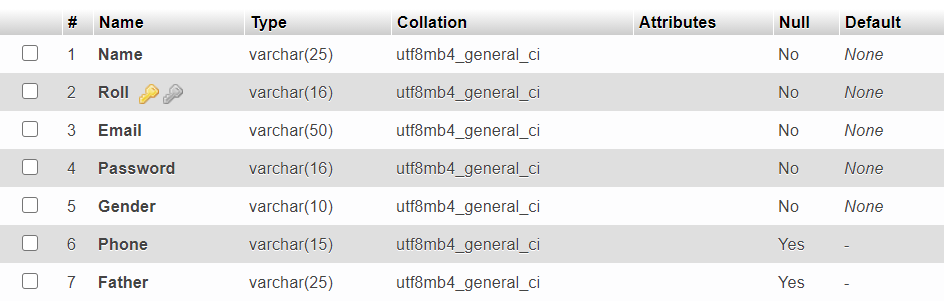 # Name Type Collation Attributes Null Default
1 Name varchar(25) utf8mb4_general_ci No None
2 Roll varchar(16) utf8mb4_general_ci No None
3 Email varchar(50) utf8mb4_general_ci No None
4 Password varchar(16) utf8mb4_general_ci No None
5 Gender varchar(10) utf8mb4_general_ci No None
6 Phone varchar(15) utf8mb4_general_ci Yes -
7 Father varchar(25) utf8mb4_general_ci Yes -